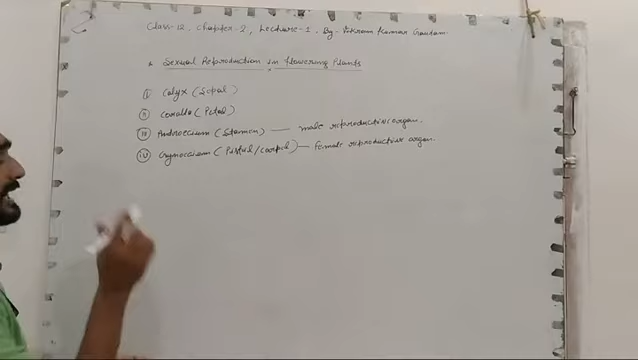 Class-12, Chapter-2, Lecture-1. By. Vikram Kumar Gautam.
* Sexual Reproduction in flowering Plants
(i) Calyx (Sepal)
(ii) Corolla (Petal)
(iii) Androecium (Stamen) — male reproductive organ.
(iv) Gynoecium (Pistil/carpel) — female reproductive organ.